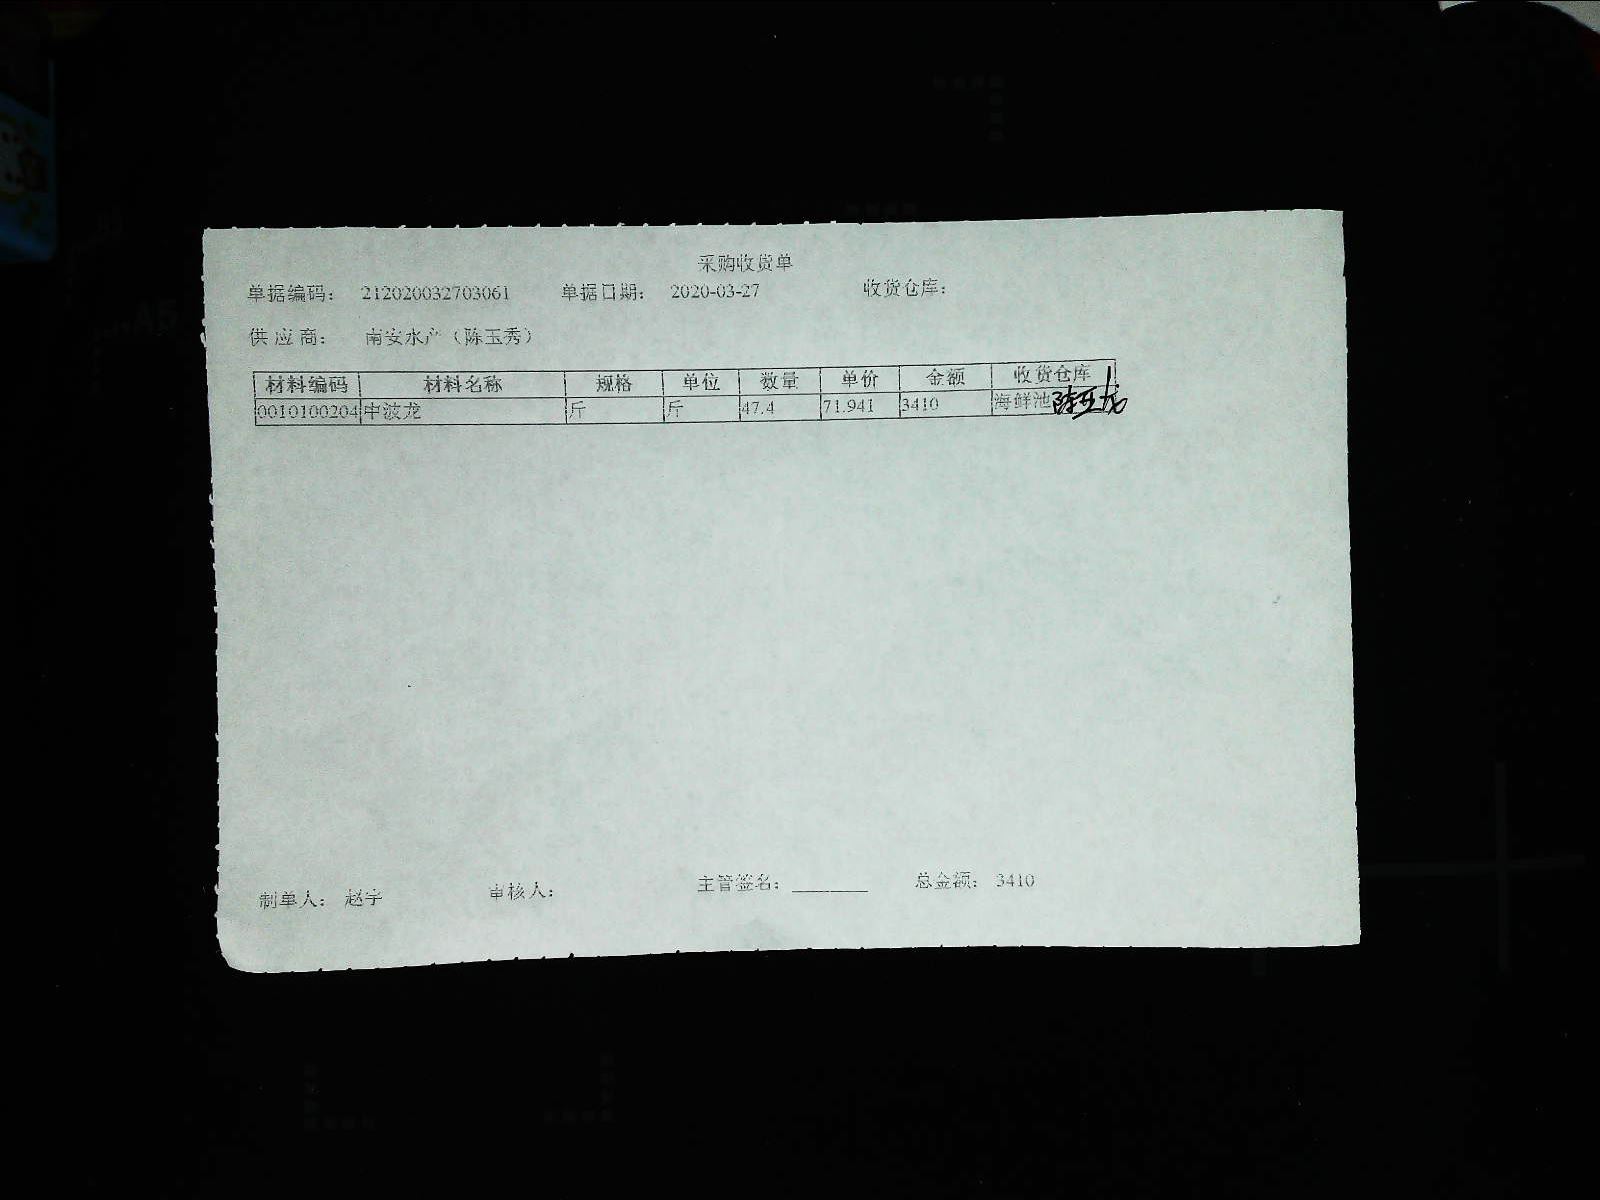 采购收货单
单据编码： 212020032703061 单据日期： 2020-03-27 收货仓库：
供应商： 南安水产（陈玉秀）
材料编码 材料名称 规格 单位 数量 单价 金额 收货仓库
0010100204 中波龙 斤 斤 47.4 71.941 3410 海鲜池 陈亚龙
制单人： 赵宇 审核人： 主管签名：________ 总金额： 3410